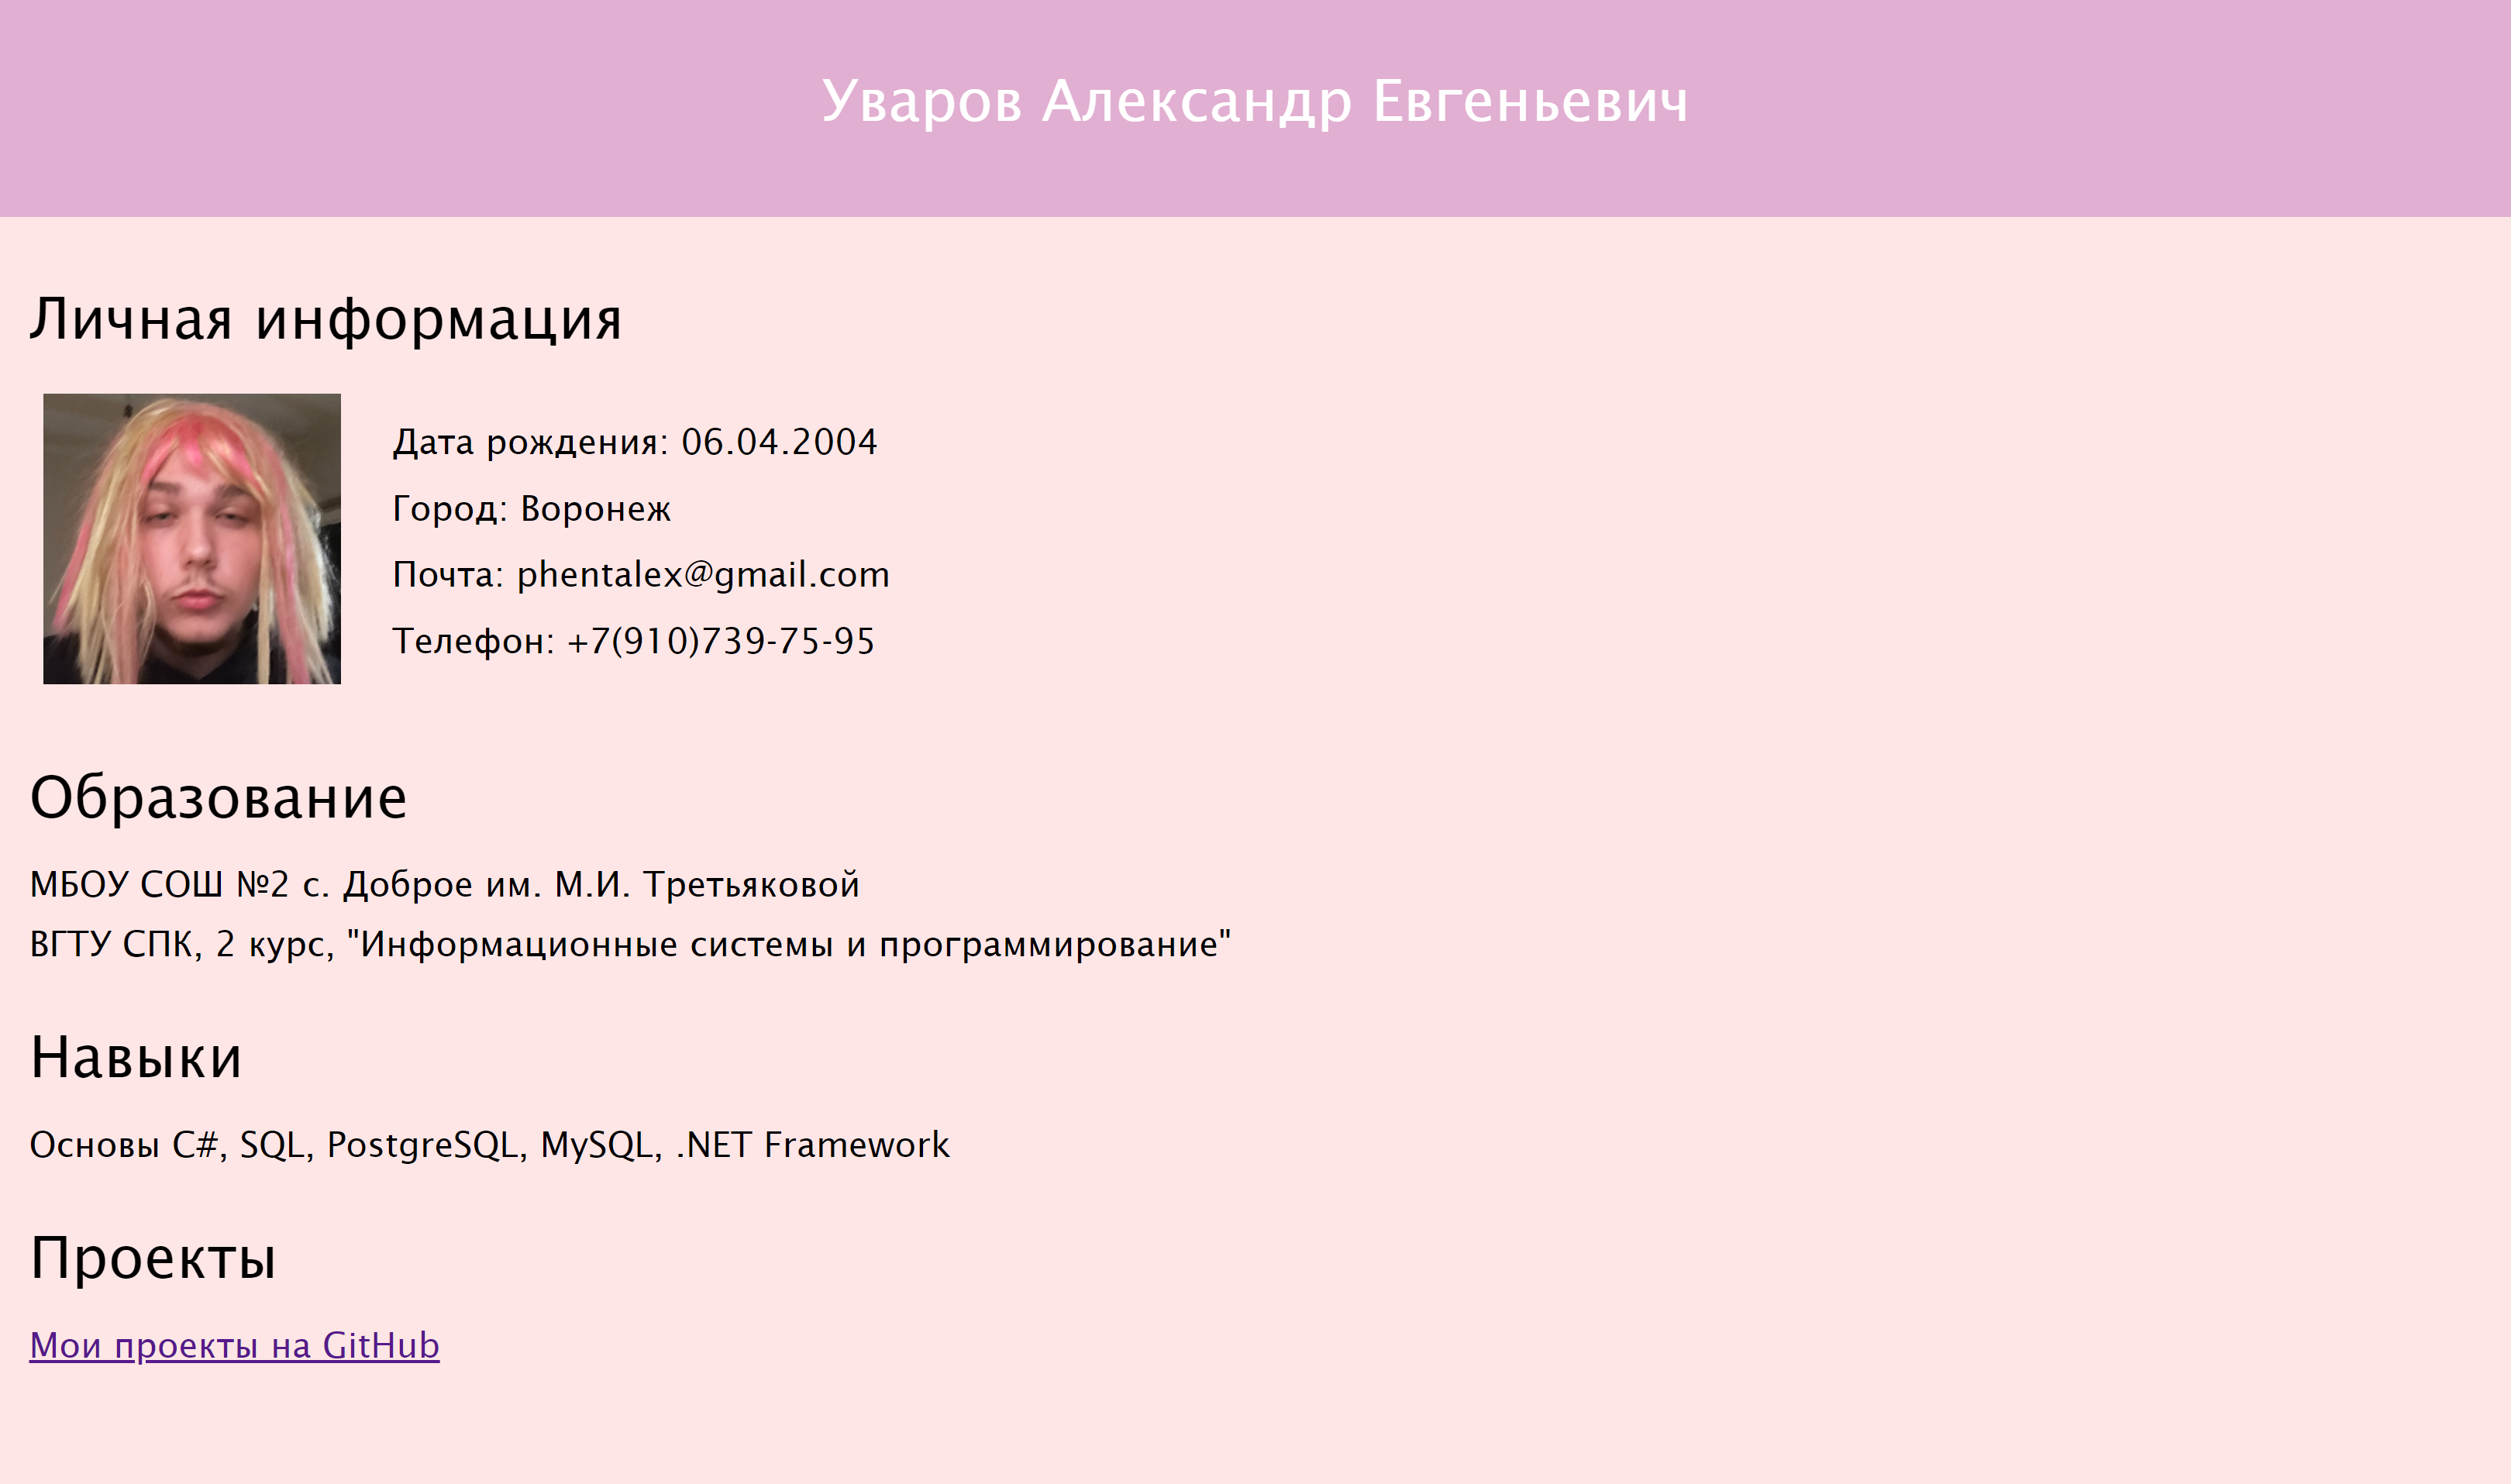 Уваров Александр Евгеньевич
Личная информация
Дата рождения: 06.04.2004
Город: Воронеж
Почта: phentalex@gmail.com
Телефон: +7(910)739-75-95
Образование
МБОУ СОШ №2 с. Доброе им. М.И. Третьяковой
ВГТУ СПК, 2 курс, "Информационные системы и программирование"
Навыки
Основы C#, SQL, PostgreSQL, MySQL, .NET Framework
Проекты
Мои проекты на GitHub